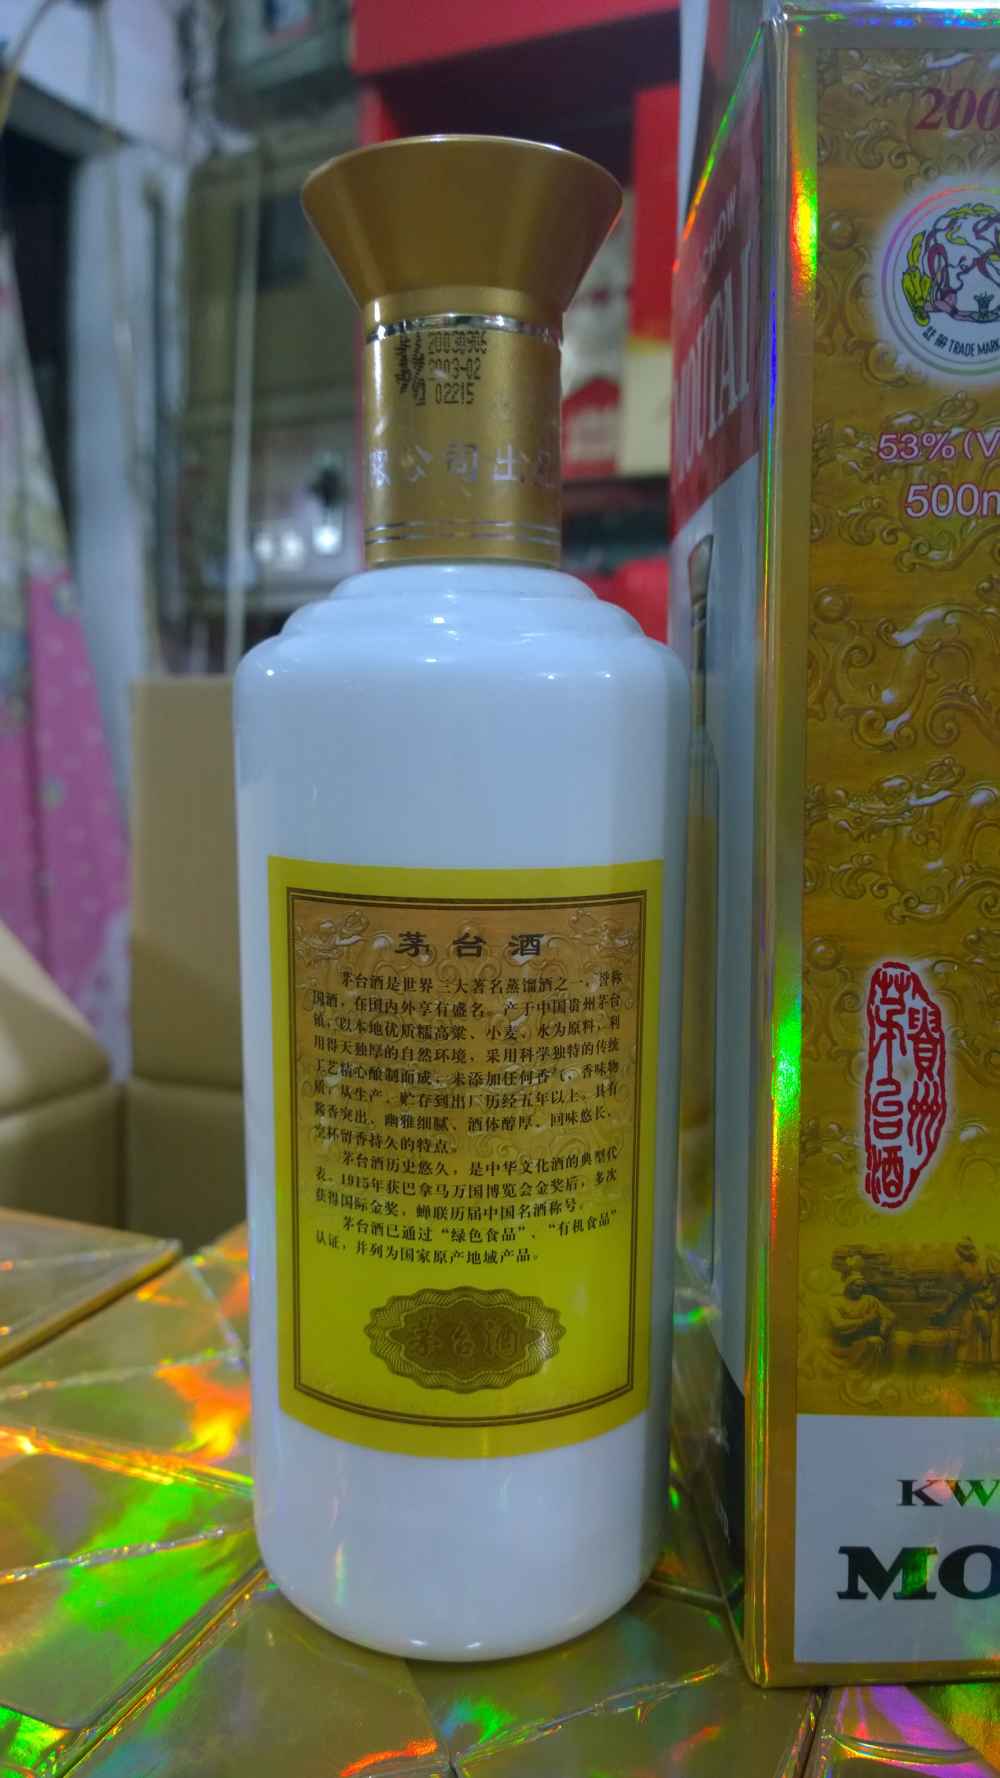 20030306
2003-02
02215
公司出
茅台酒
茅台酒是世界三大著名蒸馏酒之一，誉称
国酒，在国内外享有盛名。产于中国贵州茅台
镇，以本地优质糯高粱、小麦、水为原料，利
用得天独厚的自然环境，采用科学独特的传统
工艺精心酿制而成，未添加任何香气、香味物
质，从生产、贮存到出厂历经五年以上。具有
酱香突出、幽雅细腻、酒体醇厚、回味悠长、
空杯留香持久的特点。
茅台酒历史悠久，是中华文化酒的典型代
表。1915年获巴拿马万国博览会金奖后，多次
获得国际金奖，蝉联历届中国名酒称号。
茅台酒已通过“绿色食品”、“有机食品”
认证，并列为国家原产地域产品。
茅台酒
MOUTAI
200
TRADE MARK
53% (V
500m
貴州
茅台酒
KW
MO